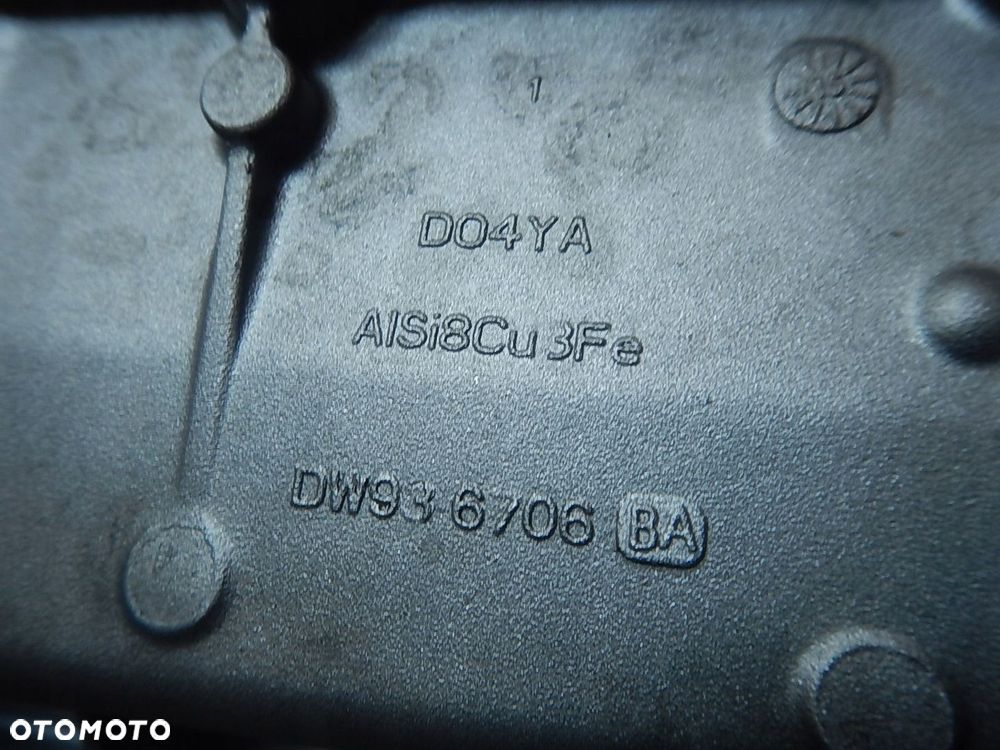 1
D04YA
AlSi8Cu3Fe
DW93 6706 BA
OTOMOTO